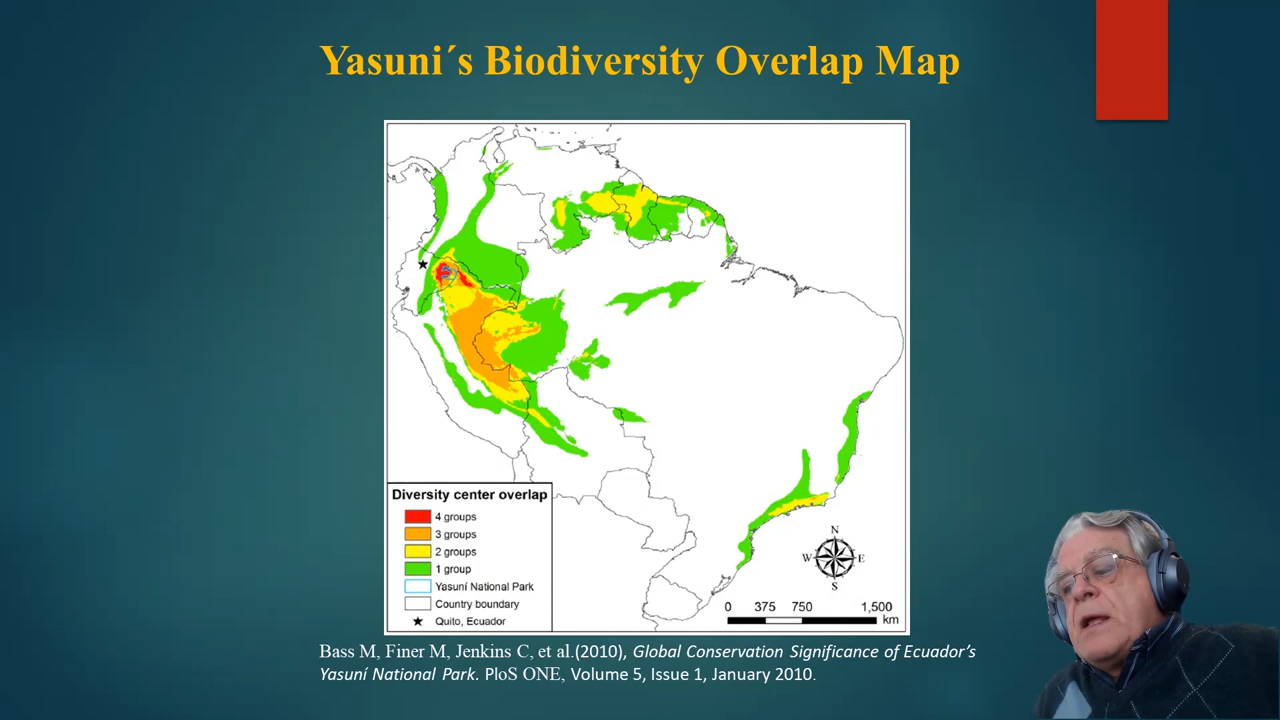 Yasuni´s Biodiversity Overlap Map
N
W
E
S
Diversity center overlap
4 groups
3 groups
2 groups
1 group
Yasuní National Park
Country boundary
Quito, Ecuador
0 375 750 1,500
km
Bass M, Finer M, Jenkins C, et al.(2010), Global Conservation Significance of Ecuador’s
Yasuní National Park. PloS ONE, Volume 5, Issue 1, January 2010.